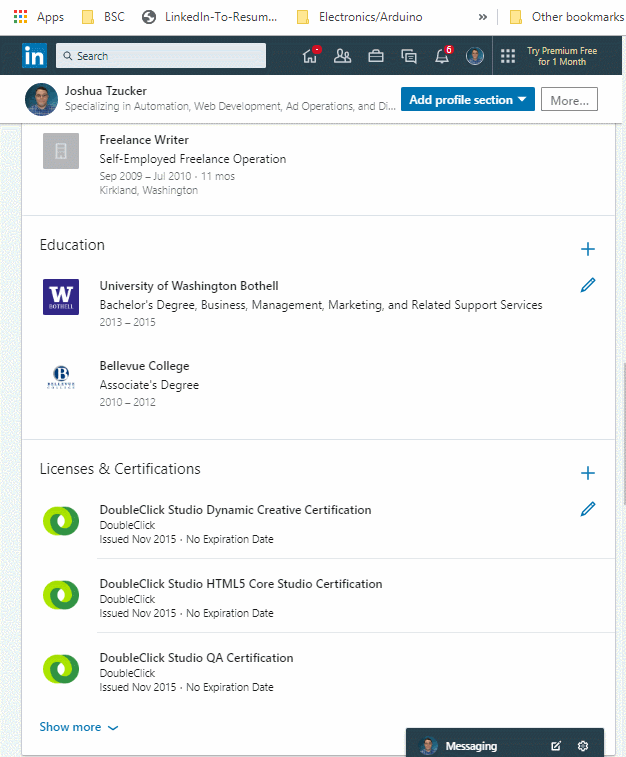 Apps BSC LinkedIn-To-Resum... Electronics/Arduino » Other bookmarks
in Search 6 Try Premium Free
for 1 Month
Joshua Tzucker
Specializing in Automation, Web Development, Ad Operations, and Di...
Add profile section More...
Freelance Writer
Self-Employed Freelance Operation
Sep 2009 – Jul 2010 · 11 mos
Kirkland, Washington
Education
University of Washington Bothell
W
BOTHELL
Bachelor's Degree, Business, Management, Marketing, and Related Support Services
2013 – 2015
Bellevue College
B
BELLEVUE
COLLEGE
Associate's Degree
2010 – 2012
Licenses & Certifications
DoubleClick Studio Dynamic Creative Certification
DoubleClick
Issued Nov 2015 · No Expiration Date
DoubleClick Studio HTML5 Core Studio Certification
DoubleClick
Issued Nov 2015 · No Expiration Date
DoubleClick Studio QA Certification
DoubleClick
Issued Nov 2015 · No Expiration Date
Show more
Messaging